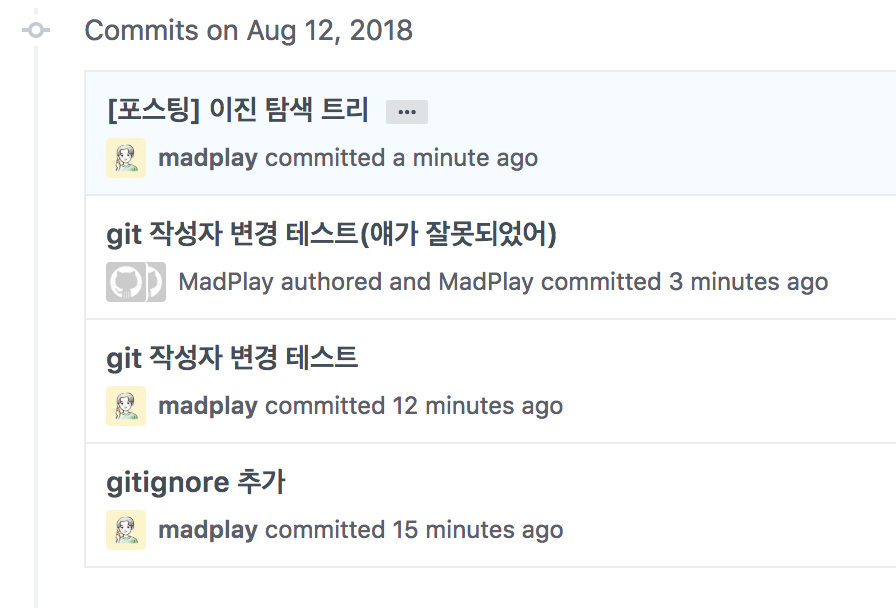 Commits on Aug 12, 2018
[포스팅] 이진 탐색 트리 ...
madplay committed a minute ago
git 작성자 변경 테스트(얘가 잘못되었어)
MadPlay authored and MadPlay committed 3 minutes ago
git 작성자 변경 테스트
madplay committed 12 minutes ago
gitignore 추가
madplay committed 15 minutes ago